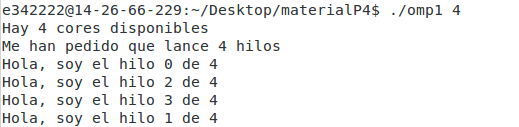 e342222@14-26-66-229:~/Desktop/materialP4$ ./omp1 4
Hay 4 cores disponibles
Me han pedido que lance 4 hilos
Hola, soy el hilo 0 de 4
Hola, soy el hilo 2 de 4
Hola, soy el hilo 3 de 4
Hola, soy el hilo 1 de 4